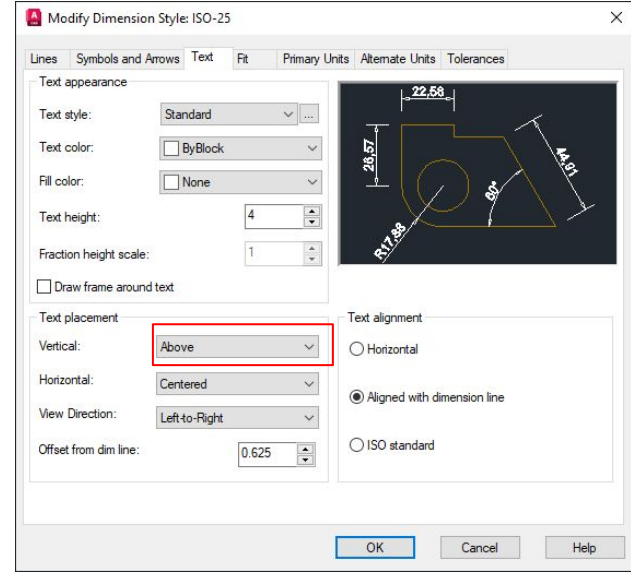 Modify Dimension Style: ISO-25
Lines Symbols and Arrows Text Fit Primary Units Alternate Units Tolerances
Text appearance
Text style: Standard ...
Text color: ByBlock
Fill color: None
Text height: 4
Fraction height scale: 1
Draw frame around text
22,56
26,57
44,91
60°
R17,88
Text placement
Vertical: Above
Horizontal: Centered
View Direction: Left-to-Right
Offset from dim line: 0.625
Text alignment
Horizontal
Aligned with dimension line
ISO standard
OK Cancel Help